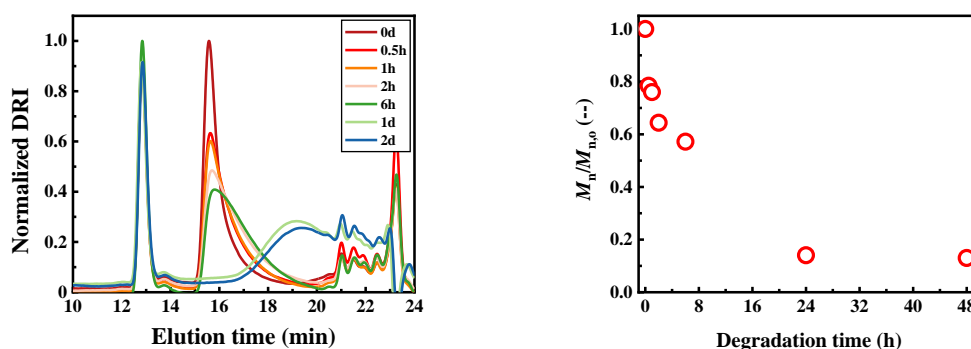 1.0
0.8
0.6
0.4
0.2
0
10 12 14 16 18 20 22 24
Normalized DRI
Elution time (min)
0d
0.5h
1h
2h
6h
1d
2d
1.0
0.8
0.6
0.4
0.2
0.0
0 8 16 24 32 40 48
Mn/Mn,o (--)
Degradation time (h)